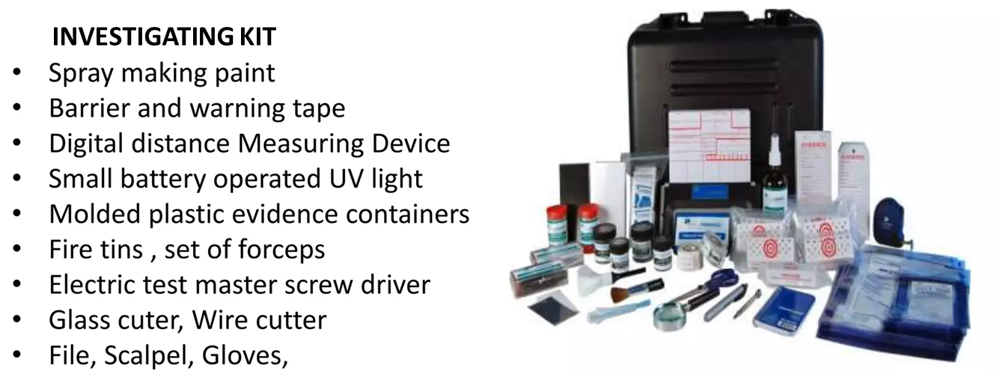 INVESTIGATING KIT
• Spray making paint
• Barrier and warning tape
• Digital distance Measuring Device
• Small battery operated UV light
• Molded plastic evidence containers
• Fire tins , set of forceps
• Electric test master screw driver
• Glass cuter, Wire cutter
• File, Scalpel, Gloves,
EVIDENCE
EVIDENCE